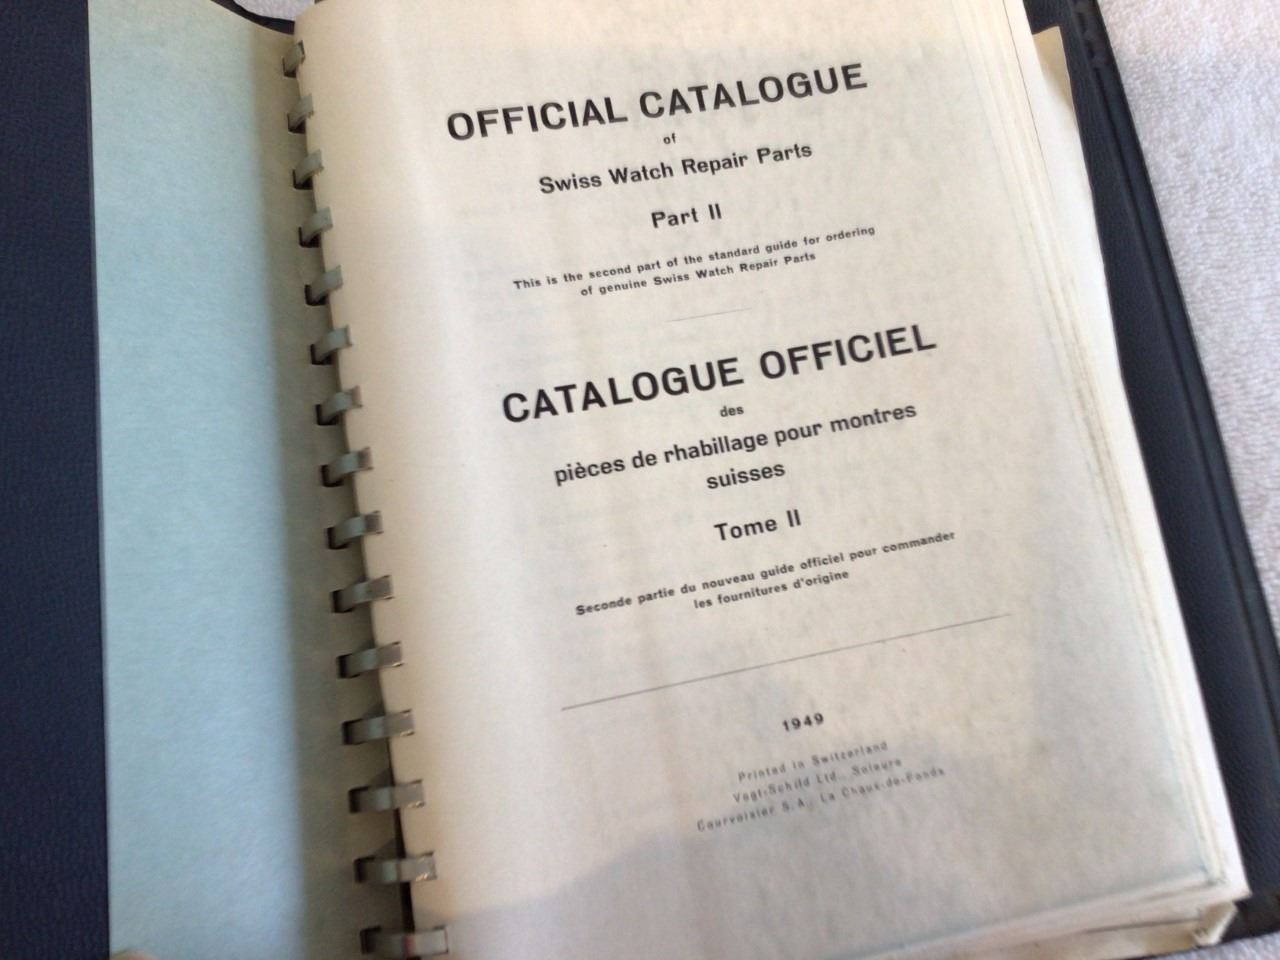 OFFICIAL CATALOGUE
of
Swiss Watch Repair Parts
Part II
This is the second part of the standard guide for ordering
of genuine Swiss Watch Repair Parts
CATALOGUE OFFICIEL
des
pièces de rhabillage pour montres
suisses
Tome II
Seconde partie du nouveau guide officiel pour commander
les fournitures d'origine
1949
Printed in Switzerland
Vogt-Schild Ltd., Soleure
Courvoisier S.A., La Chaux-de-Fonds